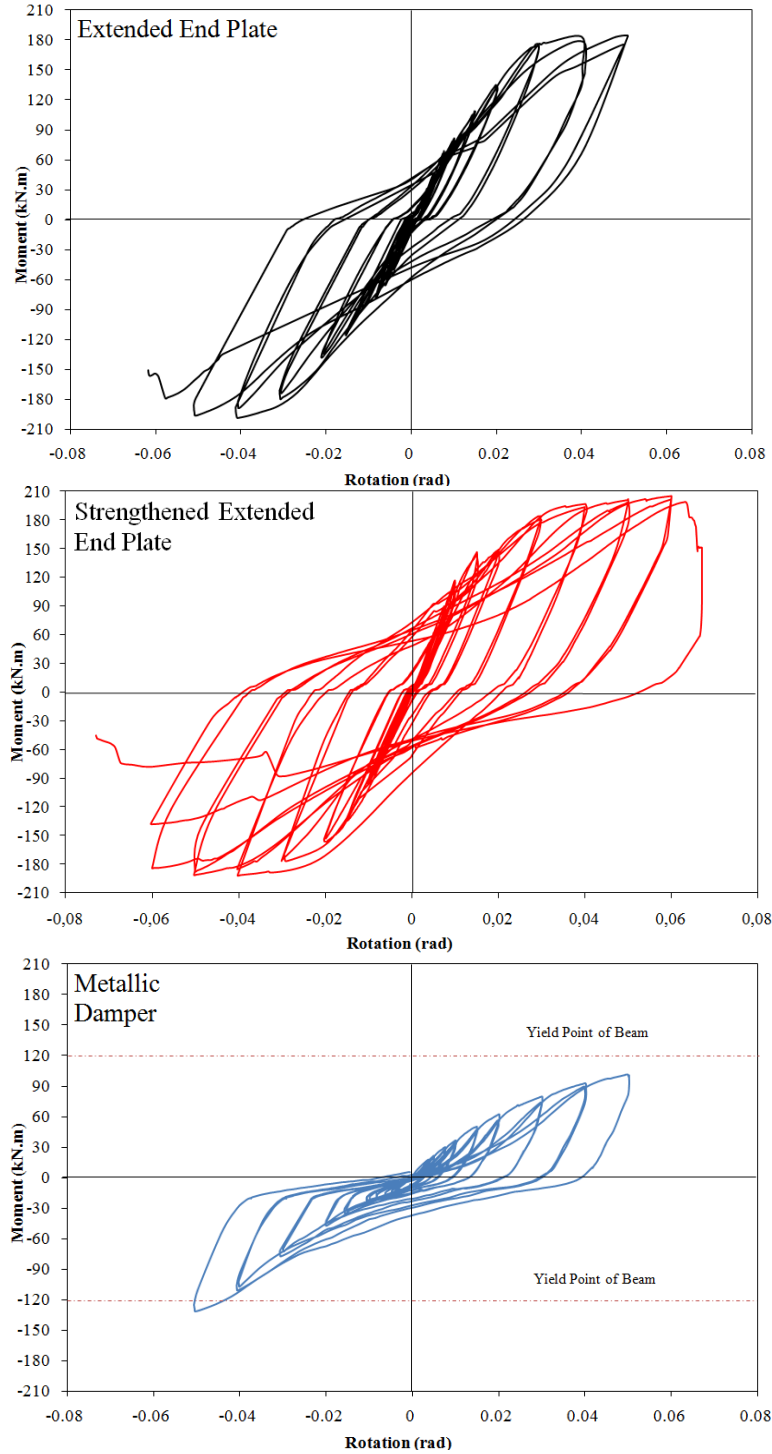 Extended End Plate
Moment (kN.m)
210
180
150
120
90
60
30
0
-30
-60
-90
-120
-150
-180
-210
-0.08 -0.06 -0.04 -0.02 0 0.02 0.04 0.06 0.08
Rotation (rad)
Strengthened Extended
End Plate
Moment (kN.m)
210
180
150
120
90
60
30
0
-30
-60
-90
-120
-150
-180
-210
-0,08 -0,06 -0,04 -0,02 0 0,02 0,04 0,06 0,08
Rotation (rad)
Metallic
Damper
Moment (kN.m)
210
180
150
120
90
60
30
0
-30
-60
-90
-120
-150
-180
-210
Yield Point of Beam
Yield Point of Beam
-0.08 -0.06 -0.04 -0.02 0 0.02 0.04 0.06 0.08
Rotation (rad)